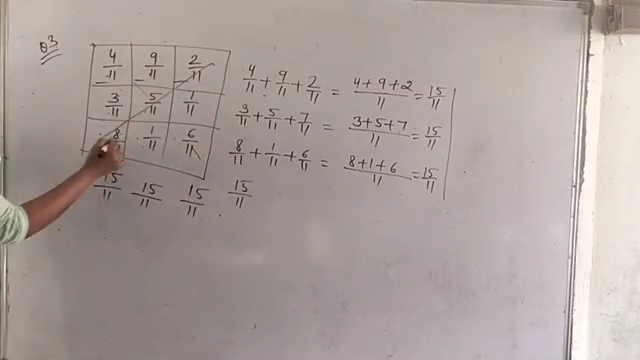 Q3
4/11 9/11 2/11
3/11 5/11 1/11
8/11 1/11 6/11
15/11 15/11 15/11 15/11
4/11 + 9/11 + 2/11 = 4+9+2/11 = 15/11
3/11 + 5/11 + 7/11 = 3+5+7/11 = 15/11
8/11 + 1/11 + 6/11 = 8+1+6/11 = 15/11